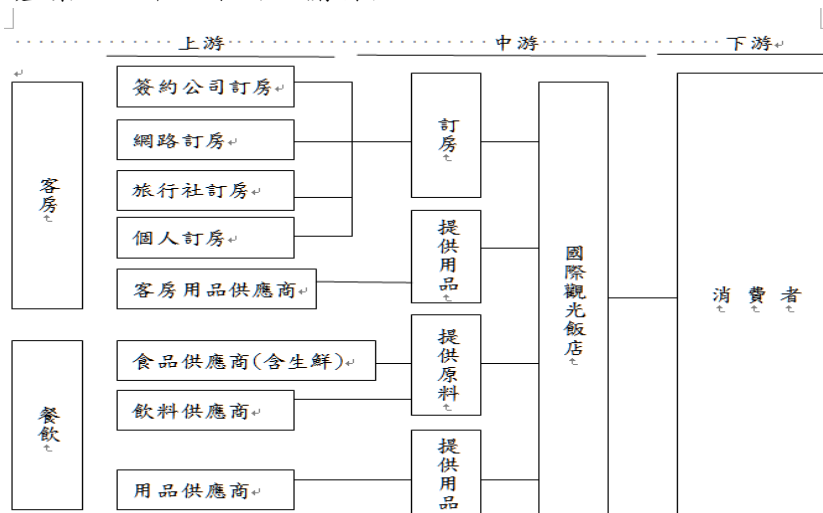 上游
中游
下游
客房
簽約公司訂房
網路訂房
旅行社訂房
個人訂房
客房用品供應商
訂房
提供用品
國際觀光飯店
消費者
餐飲
食品供應商(含生鮮)
飲料供應商
用品供應商
提供原料
提供用品